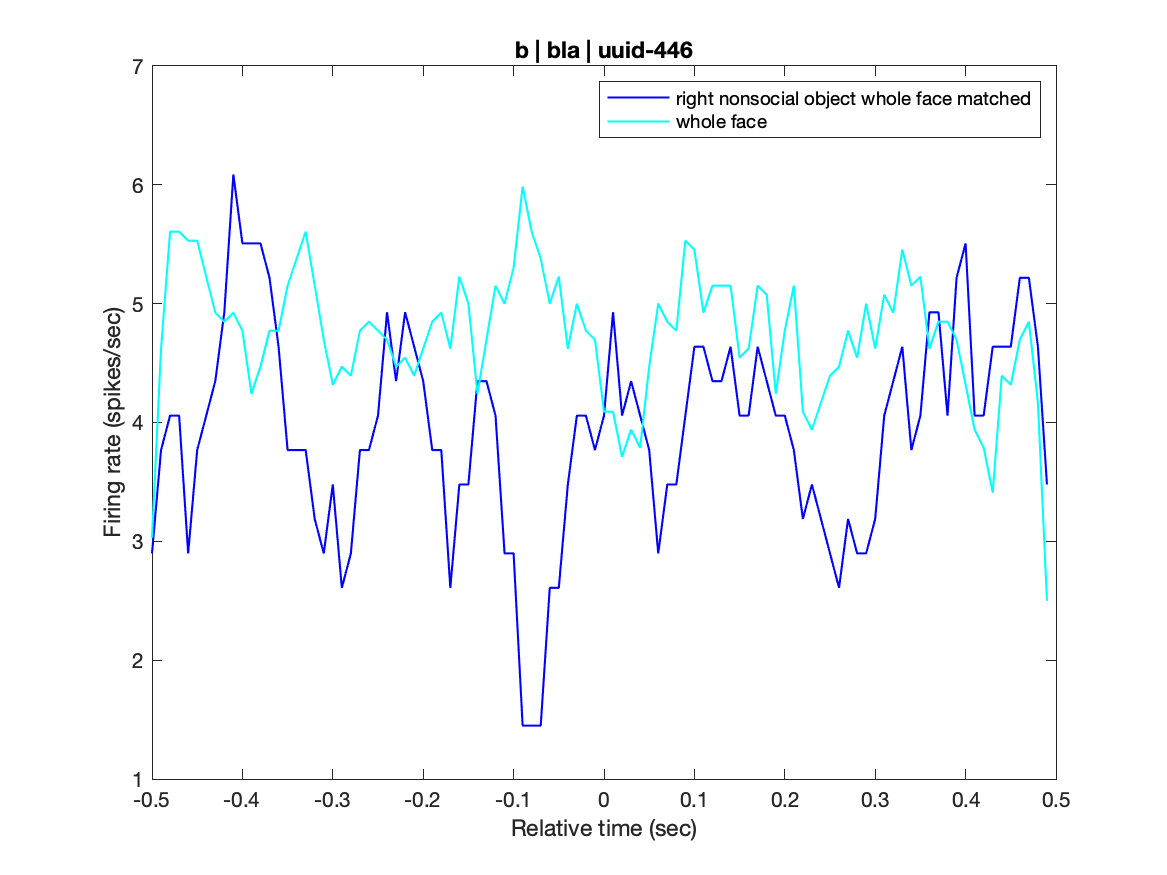 b | bla | uuid-446
right nonsocial object whole face matched
whole face
7
6
5
4
3
2
1
Firing rate (spikes/sec)
-0.5 -0.4 -0.3 -0.2 -0.1 0 0.1 0.2 0.3 0.4 0.5
Relative time (sec)